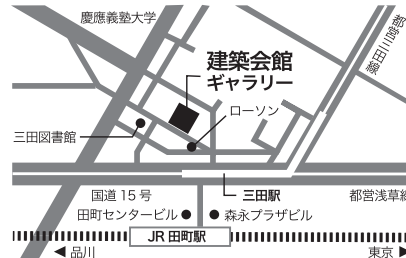 慶應義塾大学
都営三田線
建築会館
ギャラリー
ローソン
三田図書館
国道15号
三田駅
都営浅草線
田町センタービル
森永プラザビル
JR 田町駅
品川
東京